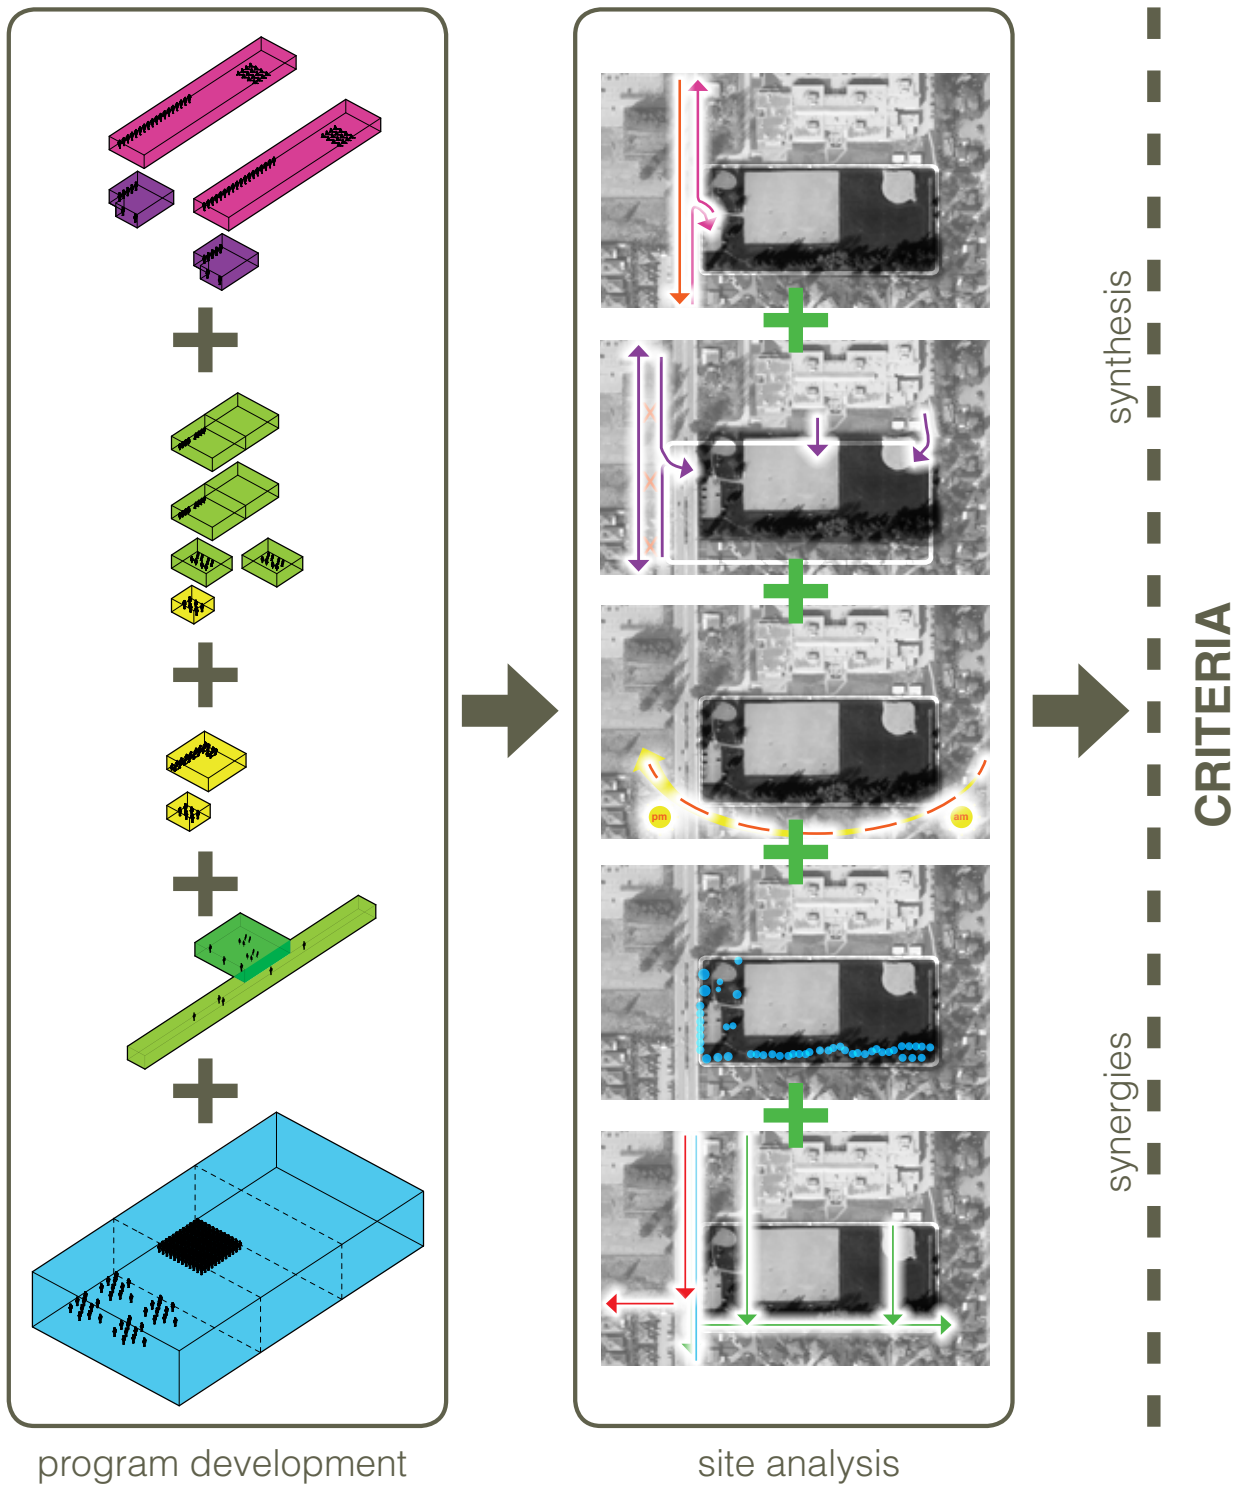 pm
am
synthesis
CRITERIA
synergies
program development
site analysis